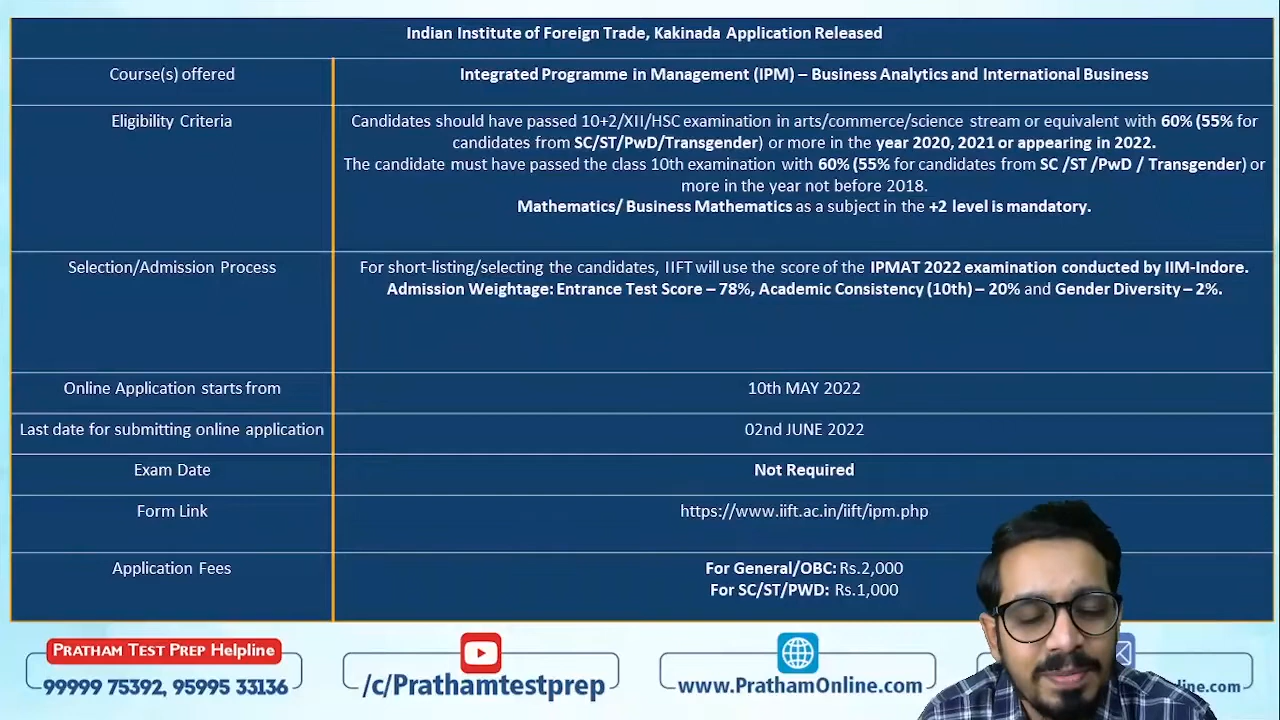 Indian Institute of Foreign Trade, Kakinada Application Released
Course(s) offered
Integrated Programme in Management (IPM) – Business Analytics and International Business
Eligibility Criteria
Candidates should have passed 10+2/XII/HSC examination in arts/commerce/science stream or equivalent with 60% (55% for
candidates from SC/ST/PwD/Transgender) or more in the year 2020, 2021 or appearing in 2022.
The candidate must have passed the class 10th examination with 60% (55% for candidates from SC /ST /PwD / Transgender) or
more in the year not before 2018.
Mathematics/ Business Mathematics as a subject in the +2 level is mandatory.
Selection/Admission Process
For short-listing/selecting the candidates, IIFT will use the score of the IPMAT 2022 examination conducted by IIM-Indore.
Admission Weightage: Entrance Test Score – 78%, Academic Consistency (10th) – 20% and Gender Diversity – 2%.
Online Application starts from
10th MAY 2022
Last date for submitting online application
02nd JUNE 2022
Exam Date
Not Required
Form Link
https://www.iift.ac.in/iift/ipm.php
Application Fees
For General/OBC: Rs.2,000
For SC/ST/PWD: Rs.1,000
PRATHAM TEST PREP Helpline
99999 75392, 95995 33136
/c/Prathamtestprep
www.PrathamOnline.com
line.com